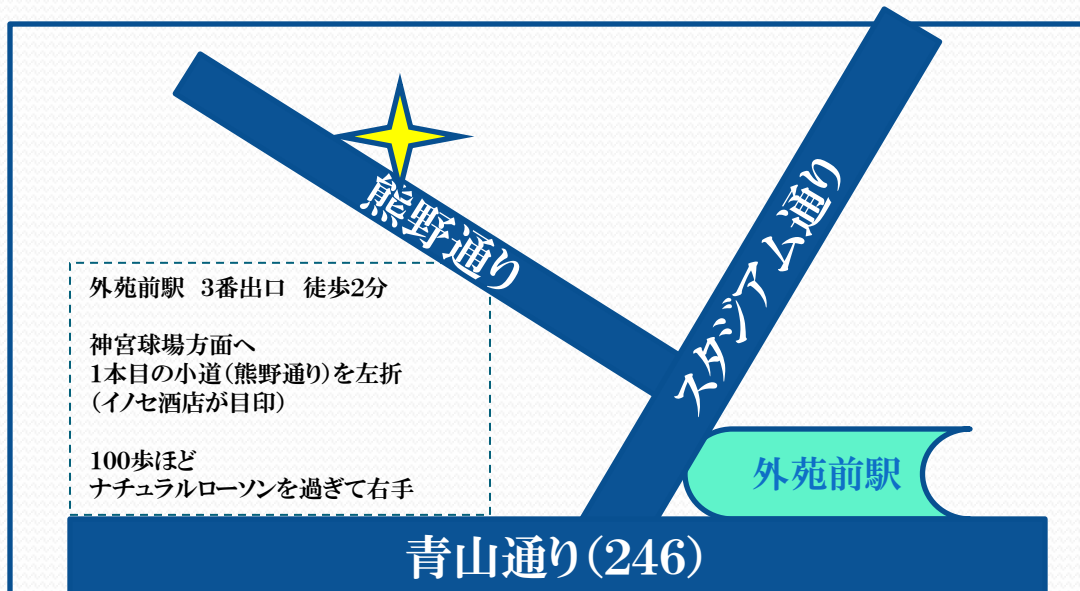 熊野通り
スタジアム通り
外苑前駅 3番出口 徒歩2分
神宮球場方面へ
1本目の小道(熊野通り)を左折
(イノセ酒店が目印)
100歩ほど
ナチュラルローソンを過ぎて右手
外苑前駅
青山通り(246)